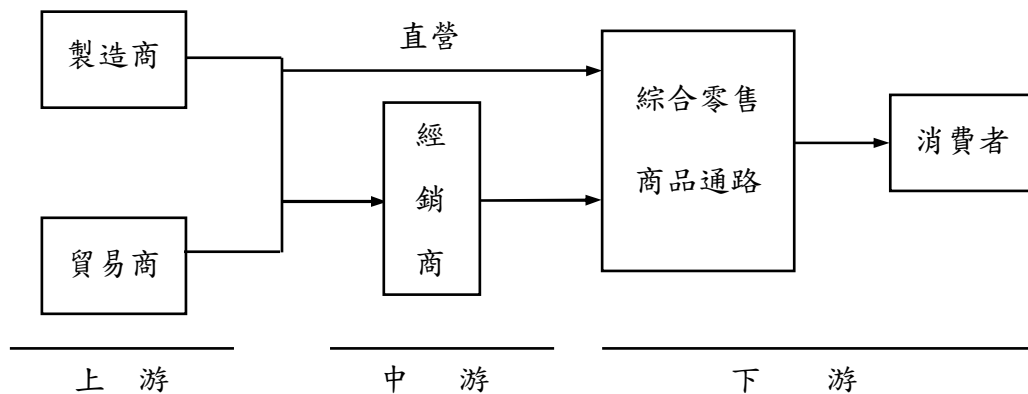 製造商
直營
綜合零售
商品通路
經
銷
商
消費者
貿易商
上 游
中 游
下 游